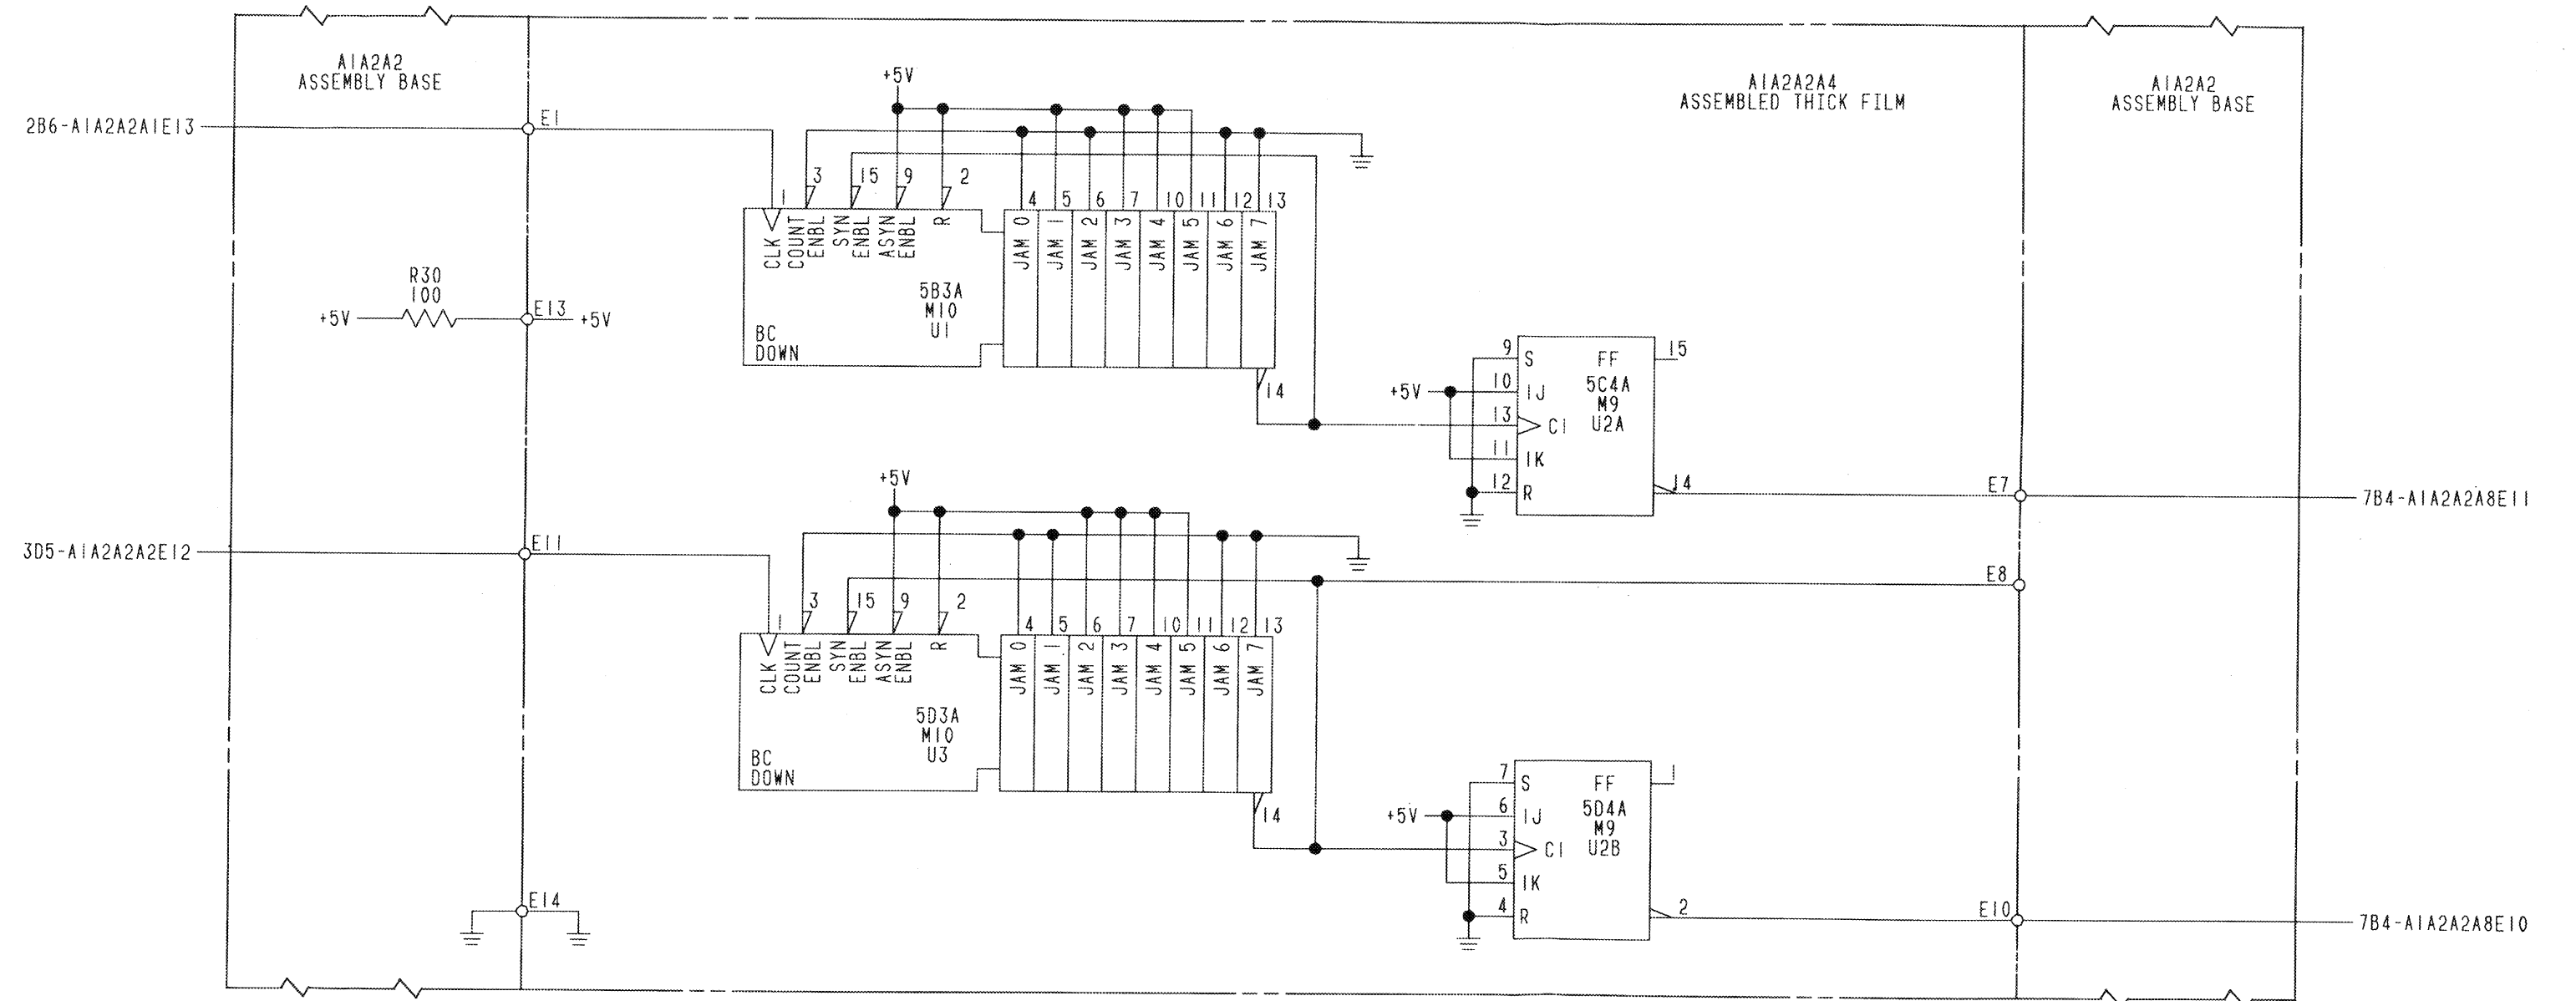 A1A2A2
ASSEMBLY BASE
A1A2A2A4
ASSEMBLED THICK FILM
A1A2A2
ASSEMBLY BASE
+5V
2B6-A1A2A2A1E13
E1
3
15
9
2
1
4
5
6
7
10
11
12
13
CLK
COUNT
ENBL
SYN
ENBL
ASYN
ENBL
R
JAM 0
JAM 1
JAM 2
JAM 3
JAM 4
JAM 5
JAM 6
JAM 7
5B3A
M10
U1
BC
DOWN
14
R30
100
+5V
E13
+5V
9
S
FF
15
+5V
10
1J
5C4A
M9
U2A
13
C1
11
1K
12
R
14
E7
7B4-A1A2A2A8E11
+5V
3D5-A1A2A2A2E12
E11
E8
3
15
9
2
1
4
5
6
7
10
11
12
13
CLK
COUNT
ENBL
SYN
ENBL
ASYN
ENBL
R
JAM 0
JAM 1
JAM 2
JAM 3
JAM 4
JAM 5
JAM 6
JAM 7
5D3A
M10
U3
BC
DOWN
14
7
S
FF
1
+5V
6
1J
5D4A
M9
U2B
3
C1
5
1K
4
R
2
E10
7B4-A1A2A2A8E10
E14